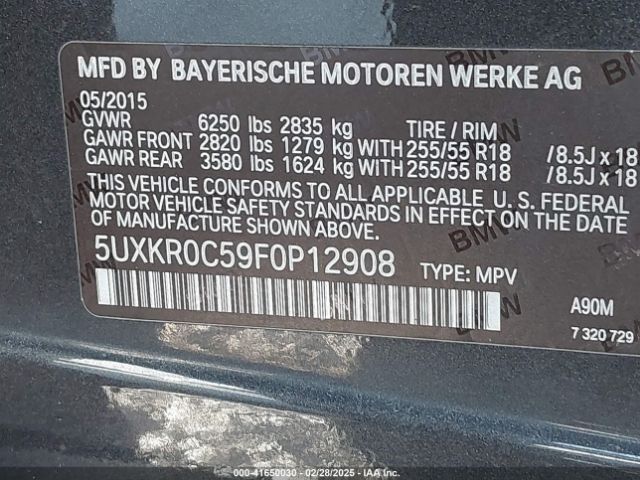 MFD BY BAYERISCHE MOTOREN WERKE AG
05/2015
GVWR 6250 lbs 2835 kg TIRE / RIM
GAWR FRONT 2820 lbs 1279 kg WITH 255/55 R18 /8.5J x 18
GAWR REAR 3580 lbs 1624 kg WITH 255/55 R18 /8.5J x 18
THIS VEHICLE CONFORMS TO ALL APPLICABLE U. S. FEDERAL
MOTOR VEHICLE SAFETY STANDARDS IN EFFECT ON THE DATE
OF MANUFACTURE SHOWN ABOVE.
5UXKR0C59F0P12908 TYPE: MPV
A90M
7 320 729
000-41650030 - 02/28/2025 - IAA, Inc.